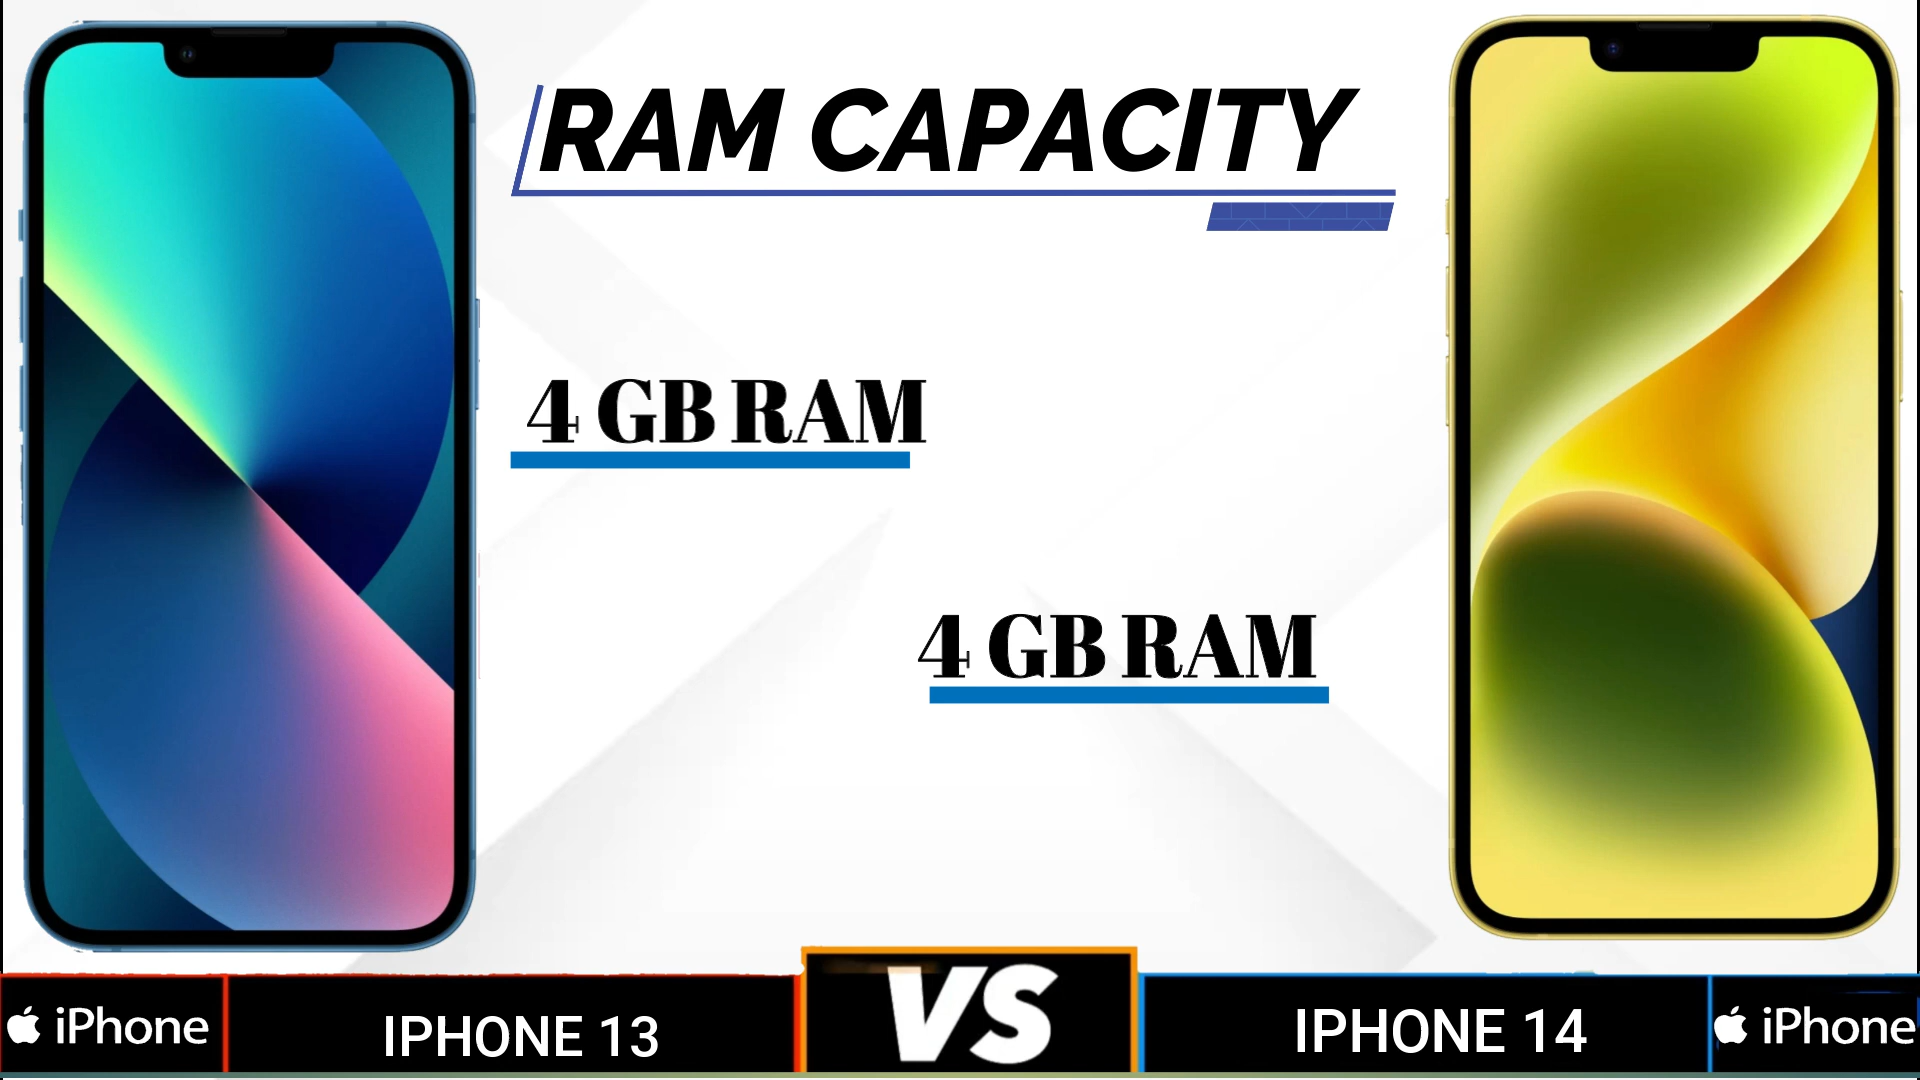 RAM CAPACITY
4 GB RAM
4 GB RAM
iPhone
IPHONE 13
VS
IPHONE 14
iPhone